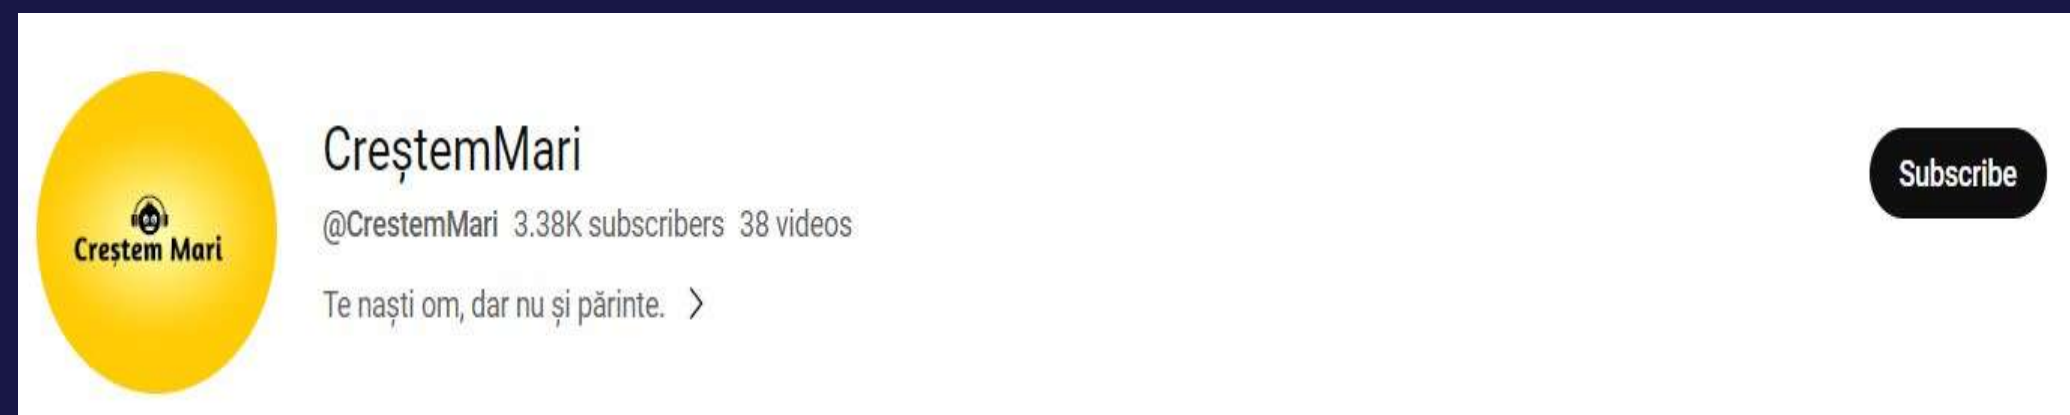 CreștemMari
@CrestemMari 3.38K subscribers 38 videos
Te naști om, dar nu și părinte.
Creștem Mari
Subscribe